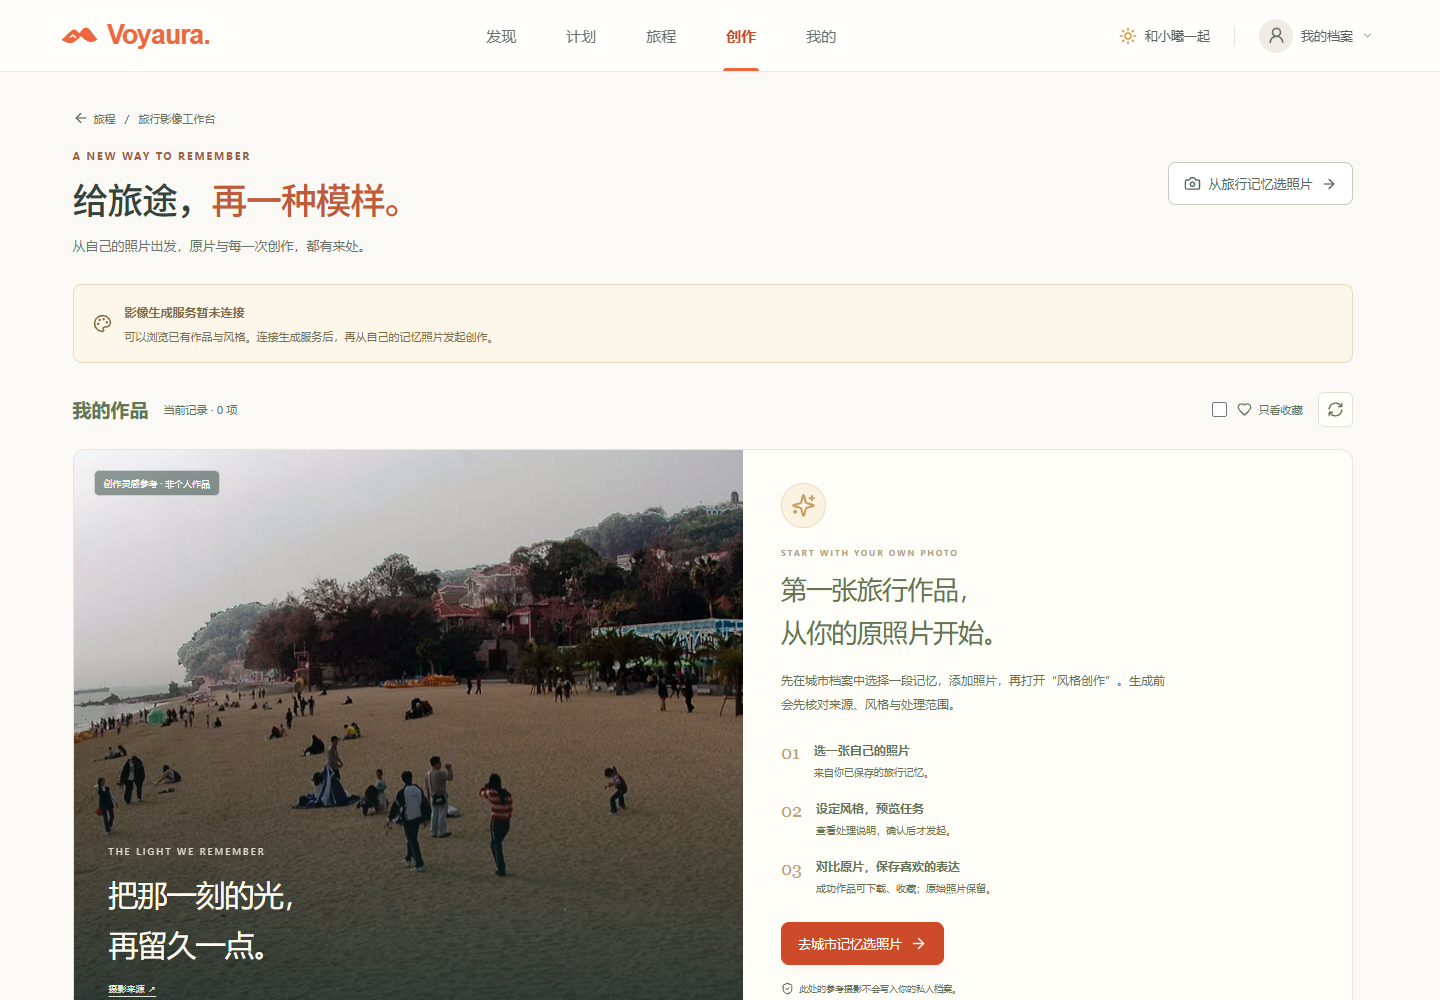 Voyaura.
发现
计划
旅程
创作
我的
和小曦一起
我的档案
旅程 / 旅行影像工作台
A NEW WAY TO REMEMBER
给旅途，再一种模样。
从自己的照片出发，原片与每一次创作，都有来处。
从旅行记忆选照片
影像生成服务暂未连接
可以浏览已有作品与风格。连接生成服务后，再从自己的记忆照片发起创作。
我的作品
当前记录 · 0 项
只看收藏
创作灵感参考 · 非个人作品
THE LIGHT WE REMEMBER
把那一刻的光，
再留久一点。
摄影来源 ↗
START WITH YOUR OWN PHOTO
第一张旅行作品，
从你的原照片开始。
先在城市档案中选择一段记忆，添加照片，再打开“风格创作”。生成前
会先核对来源、风格与处理范围。
01 选一张自己的照片
来自你已保存的旅行记忆。
02 设定风格，预览任务
查看处理说明，确认后才发起。
03 对比原片，保存喜欢的表达
成功作品可下载、收藏；原始照片保留。
去城市记忆选照片
此处的参考摄影不会写入你的私人档案。